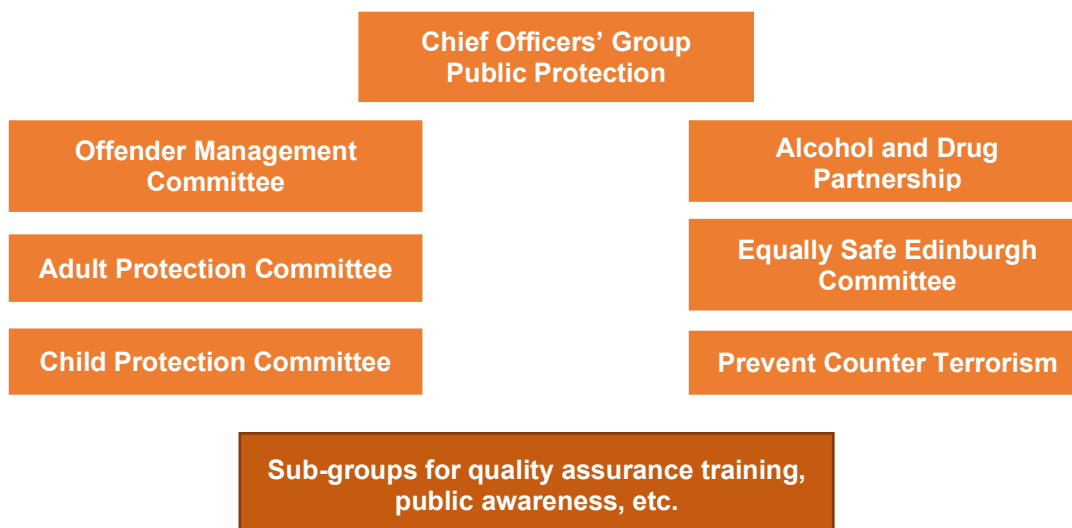 Chief Officers’ Group
Public Protection
Offender Management
Committee
Alcohol and Drug
Partnership
Adult Protection Committee
Equally Safe Edinburgh
Committee
Child Protection Committee
Prevent Counter Terrorism
Sub-groups for quality assurance training,
public awareness, etc.